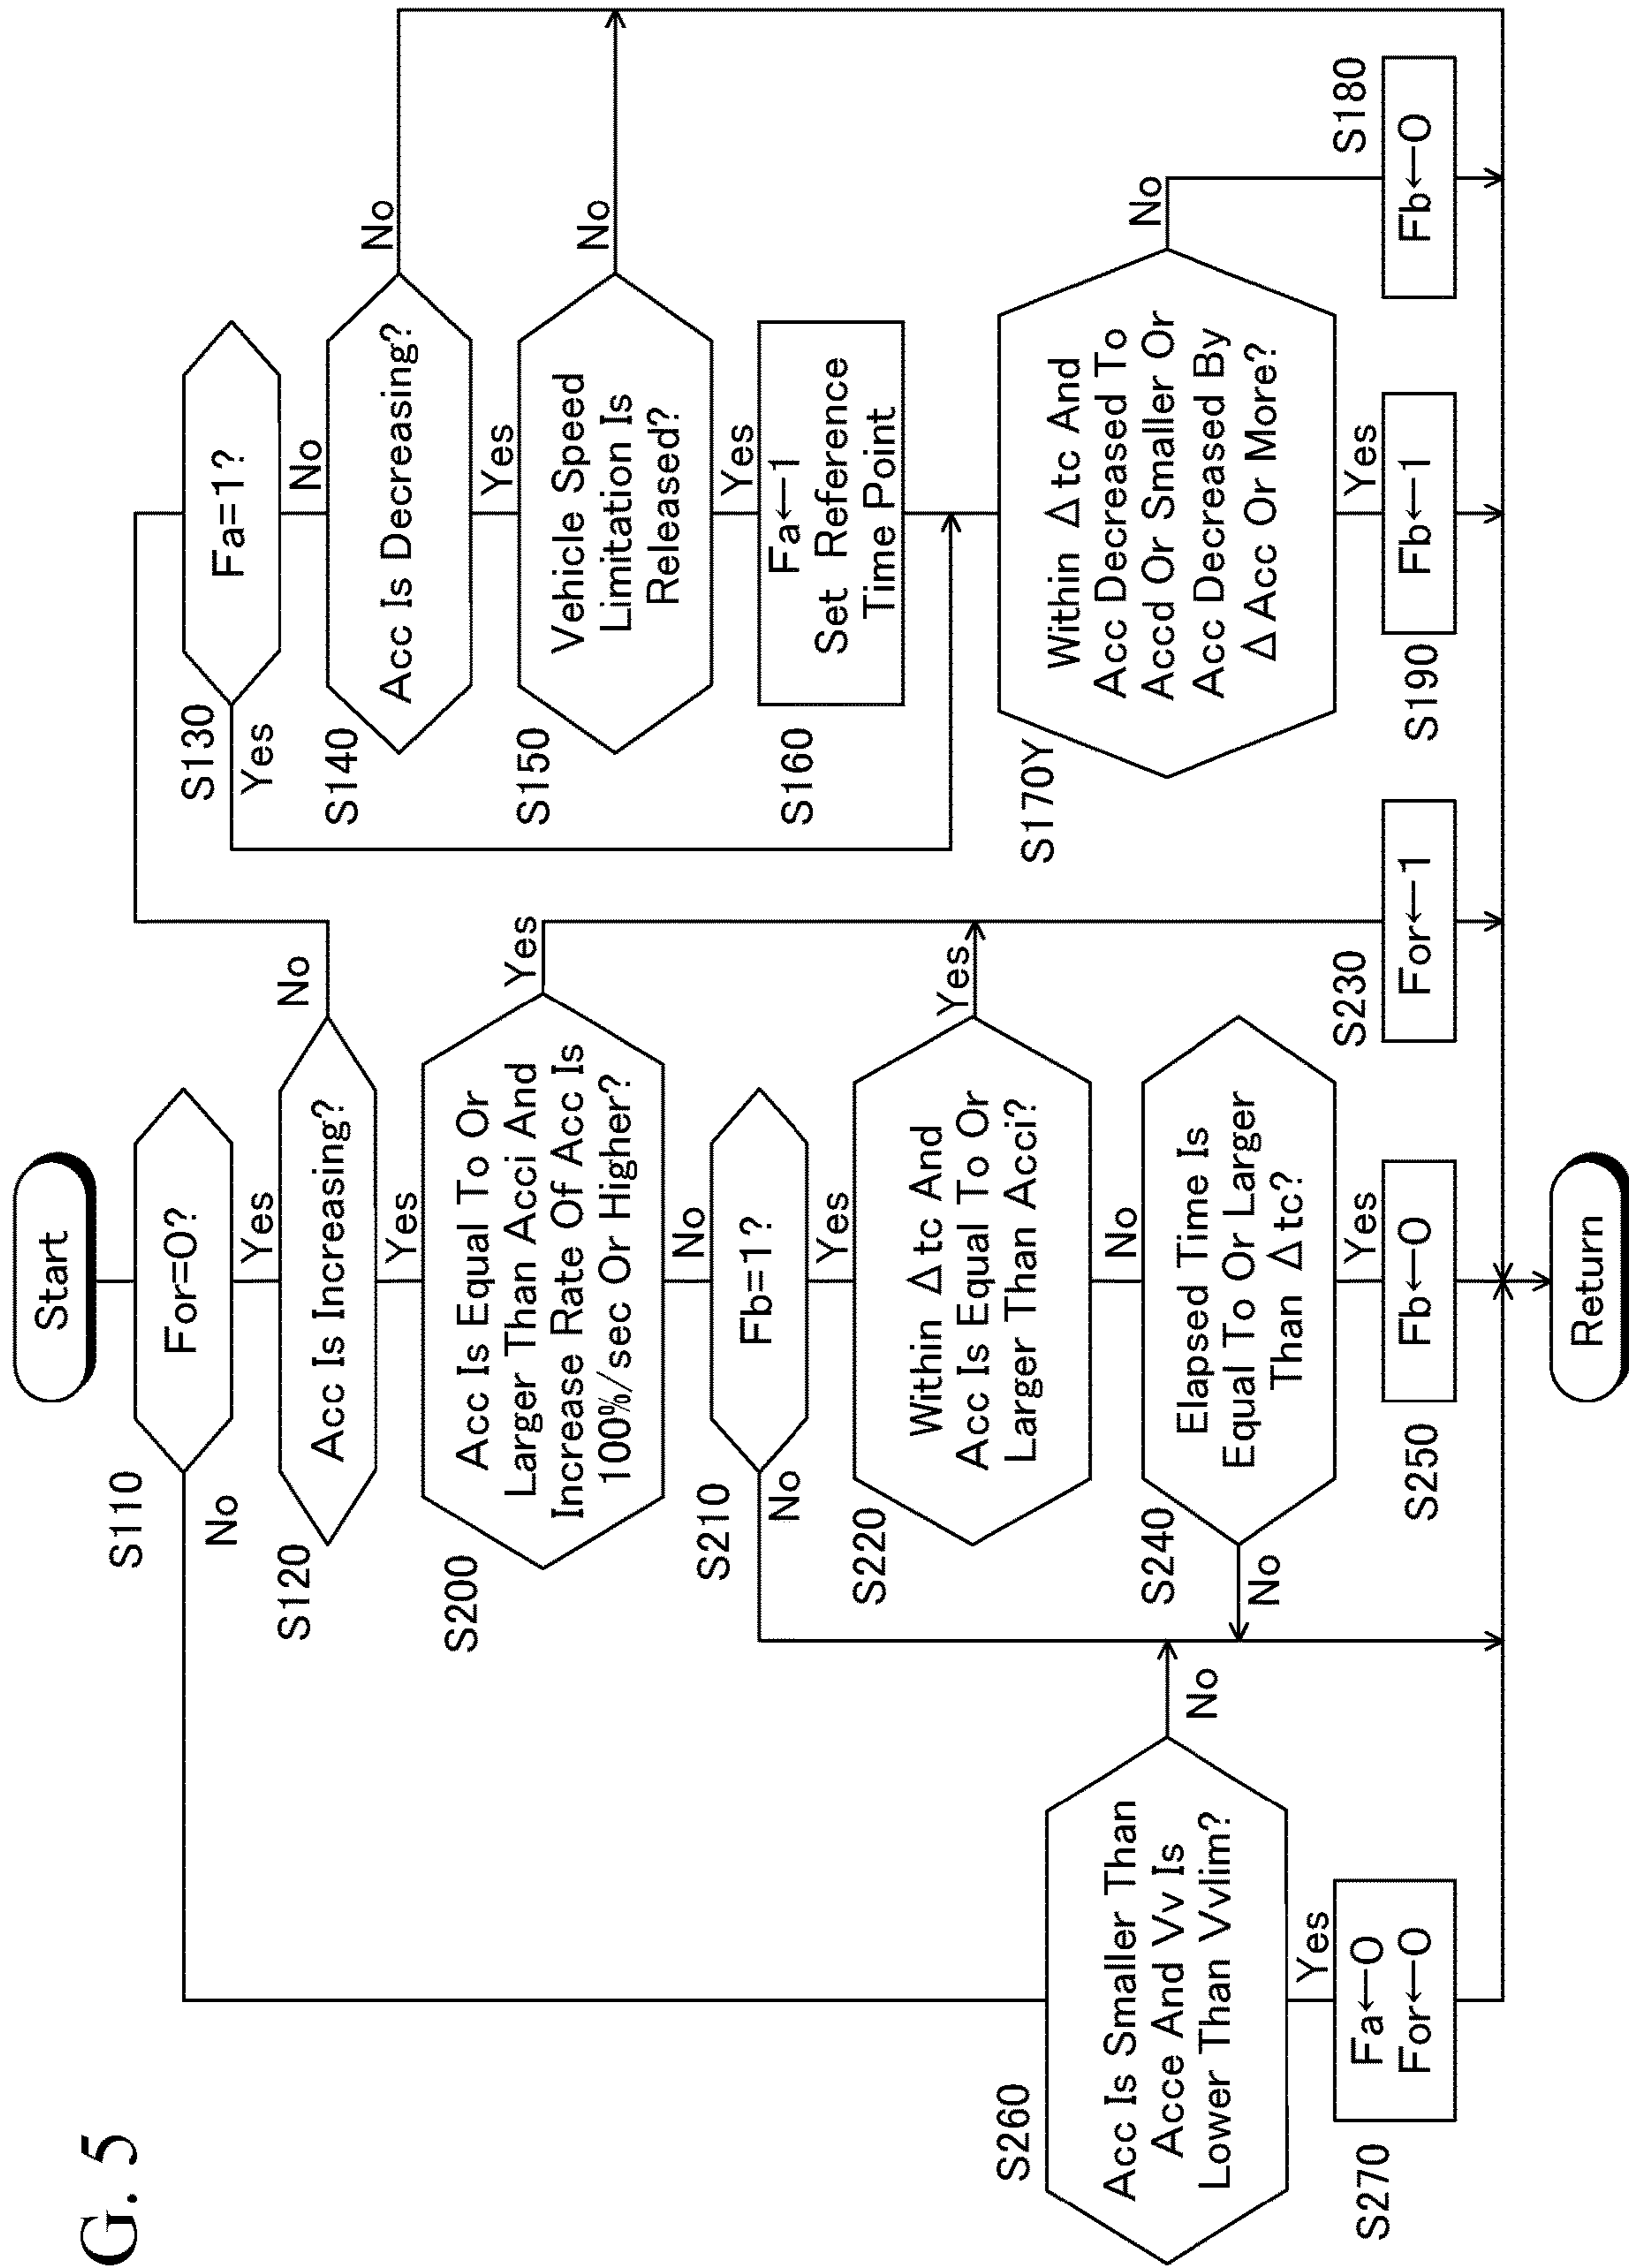 G. 5
Start
S110
For=0?
No
Yes
S120
Acc Is Increasing?
No
Yes
S200
Acc Is Equal To Or
Larger Than Acci And
Increase Rate Of Acc Is
100%/sec Or Higher?
Yes
No
S210
Fb=1?
No
Yes
S220
Within Δtc And
Acc Is Equal To Or
Larger Than Acci?
Yes
No
S240
Elapsed Time Is
Equal To Or Larger
Than Δtc?
No
Yes
S250
Fb←0
S230
For←1
S260
Acc Is Smaller Than
Acce And Vv Is
Lower Than Vvlim?
No
Yes
S270
Fa←0
For←0
S130
Fa=1?
Yes
No
S140
Acc Is Decreasing?
No
Yes
S150
Vehicle Speed
Limitation Is
Released?
No
Yes
S160
Fa←1
Set Reference
Time Point
S170Y
Within Δtc And
Acc Decreased To
Accd Or Smaller Or
Acc Decreased By
ΔAcc Or More?
No
Yes
S190
Fb←1
S180
Fb←0
Return